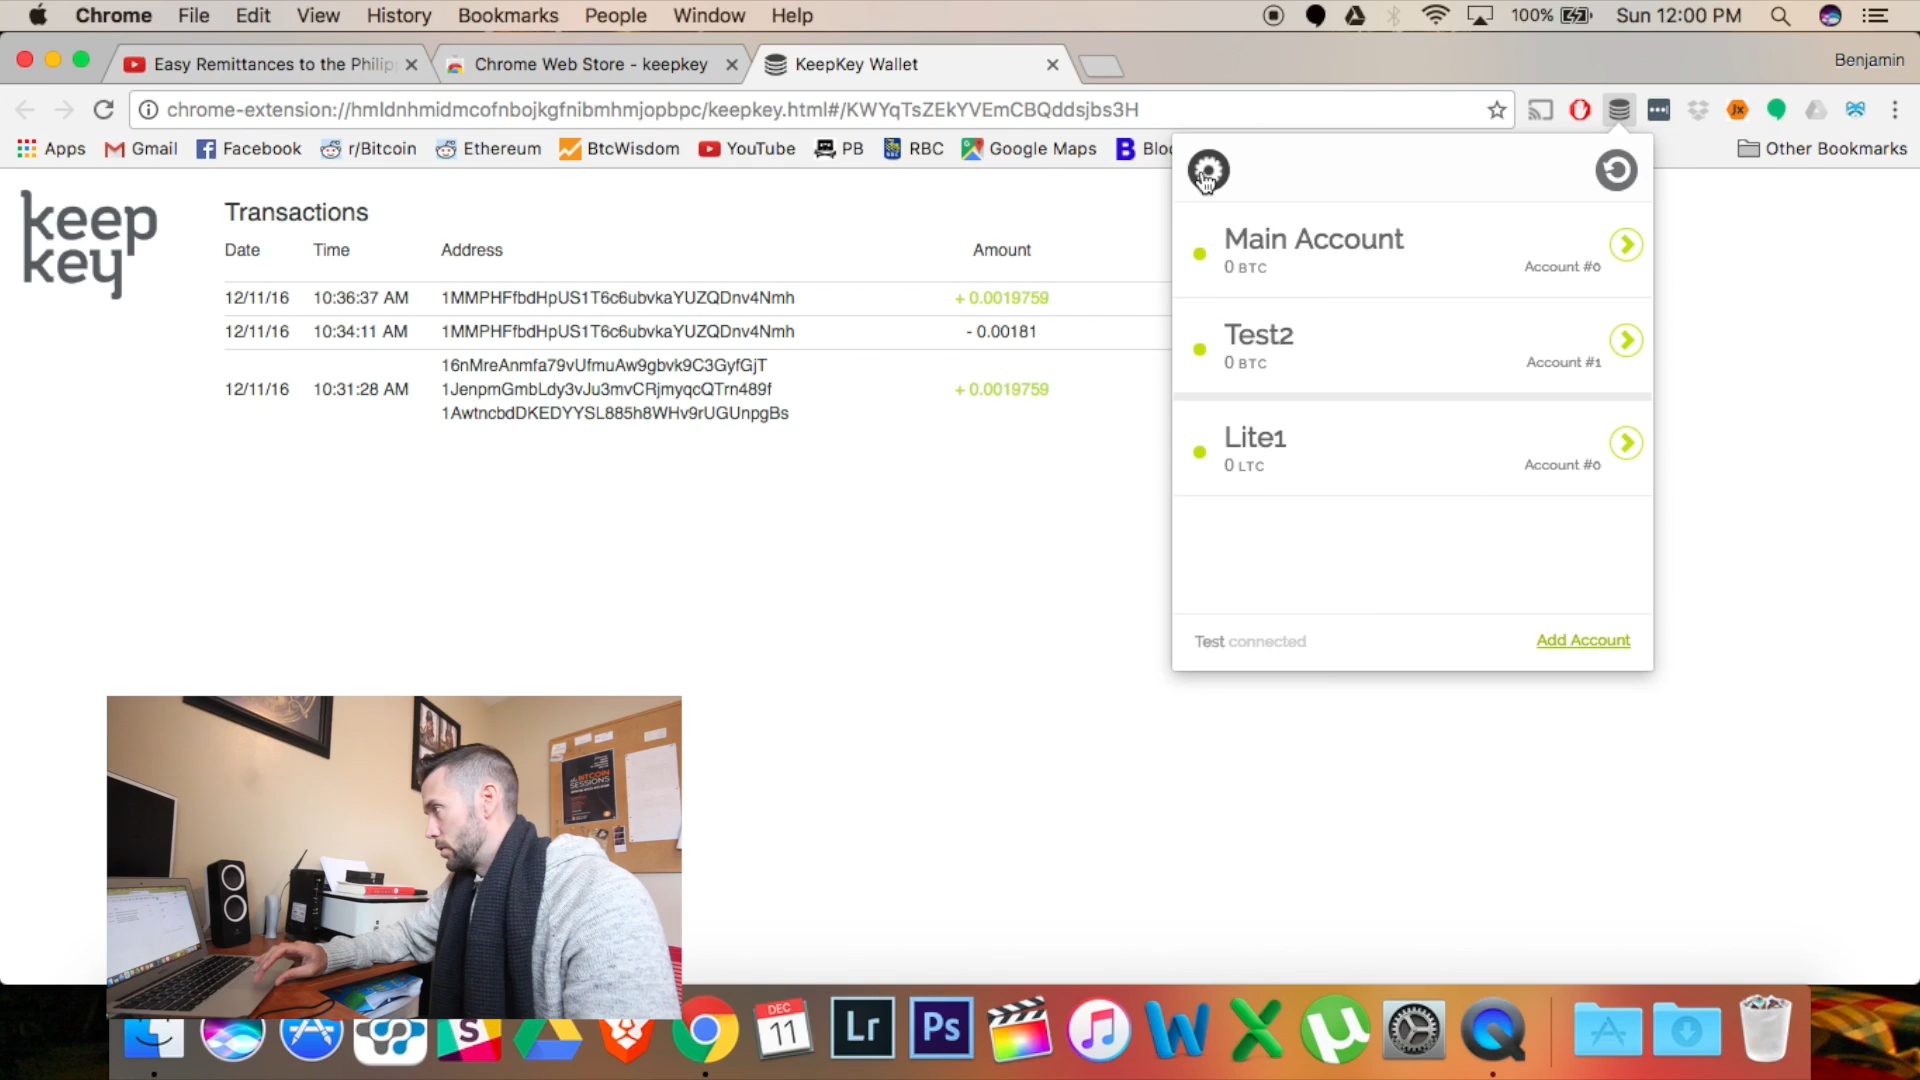 Chrome File Edit View History Bookmarks People Window Help 100% Sun 12:00 PM
Easy Remittances to the Philip Chrome Web Store - keepkey KeepKey Wallet Benjamin
chrome-extension://hmldnhmidmcofnbojkgfnibmhmjopbpc/keepkey.html#/KWYqTsZEkYVEmCBQddsjbs3H
Apps Gmail Facebook r/Bitcoin Ethereum BtcWisdom YouTube PB RBC Google Maps Blo Other Bookmarks
keep
key
Transactions
Date Time Address Amount
12/11/16 10:36:37 AM 1MMPHFfbdHpUS1T6c6ubvkaYUZQDnv4Nmh + 0.0019759
12/11/16 10:34:11 AM 1MMPHFfbdHpUS1T6c6ubvkaYUZQDnv4Nmh - 0.00181
16nMreAnmfa79vUfmuAw9gbvk9C3GyfGjT
12/11/16 10:31:28 AM 1JenpmGmbLdy3vJu3mvCRjmyqcQTrn489f + 0.0019759
1AwtncbdDKEDYYSL885h8WHv9rUGUnpgBs
Main Account
0 BTC Account #0
Test2
0 BTC Account #1
Lite1
0 LTC Account #0
Test connected Add Account
BITCOIN
SESSIONS
DEC
11
Lr
Ps